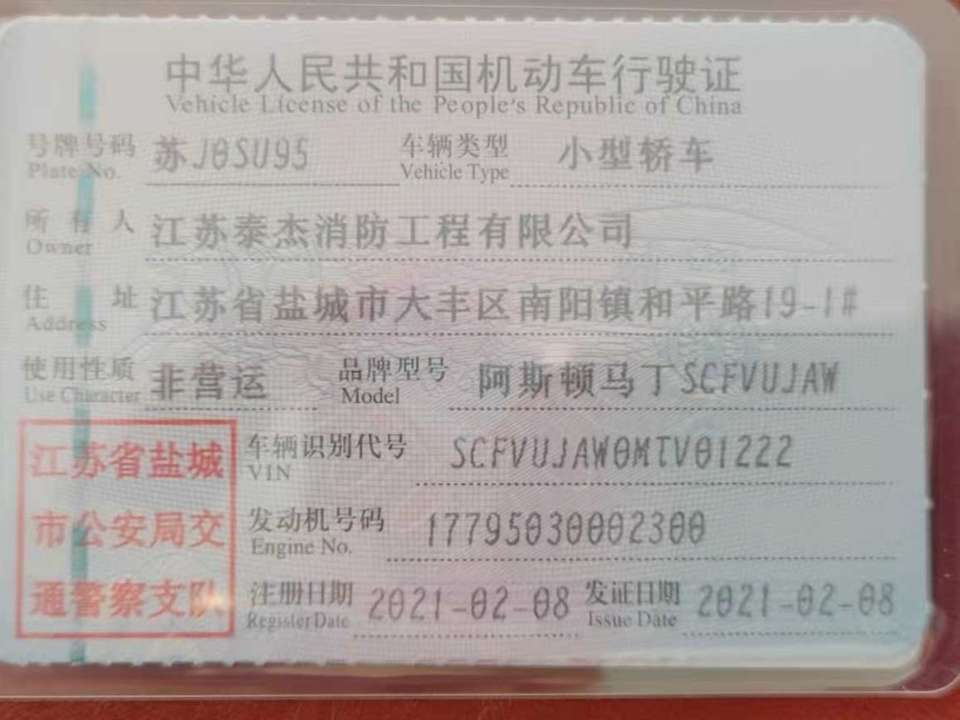 中华人民共和国机动车行驶证
Vehicle License of the People's Republic of China
号牌号码 苏J0SU95 车辆类型 小型轿车
Plate No. Vehicle Type
所有人 江苏泰杰消防工程有限公司
Owner
住址 江苏省盐城市大丰区南阳镇和平路19-1#
Address
使用性质 非营运 品牌型号 阿斯顿马丁SCFVUJAW
Use Character Model
江苏省盐城
市公安局交
通警察支队
车辆识别代号 SCFVUJAW0MTV01222
VIN
发动机号码 17795030002300
Engine No.
注册日期 2021-02-08 发证日期 2021-02-08
Register Date Issue Date